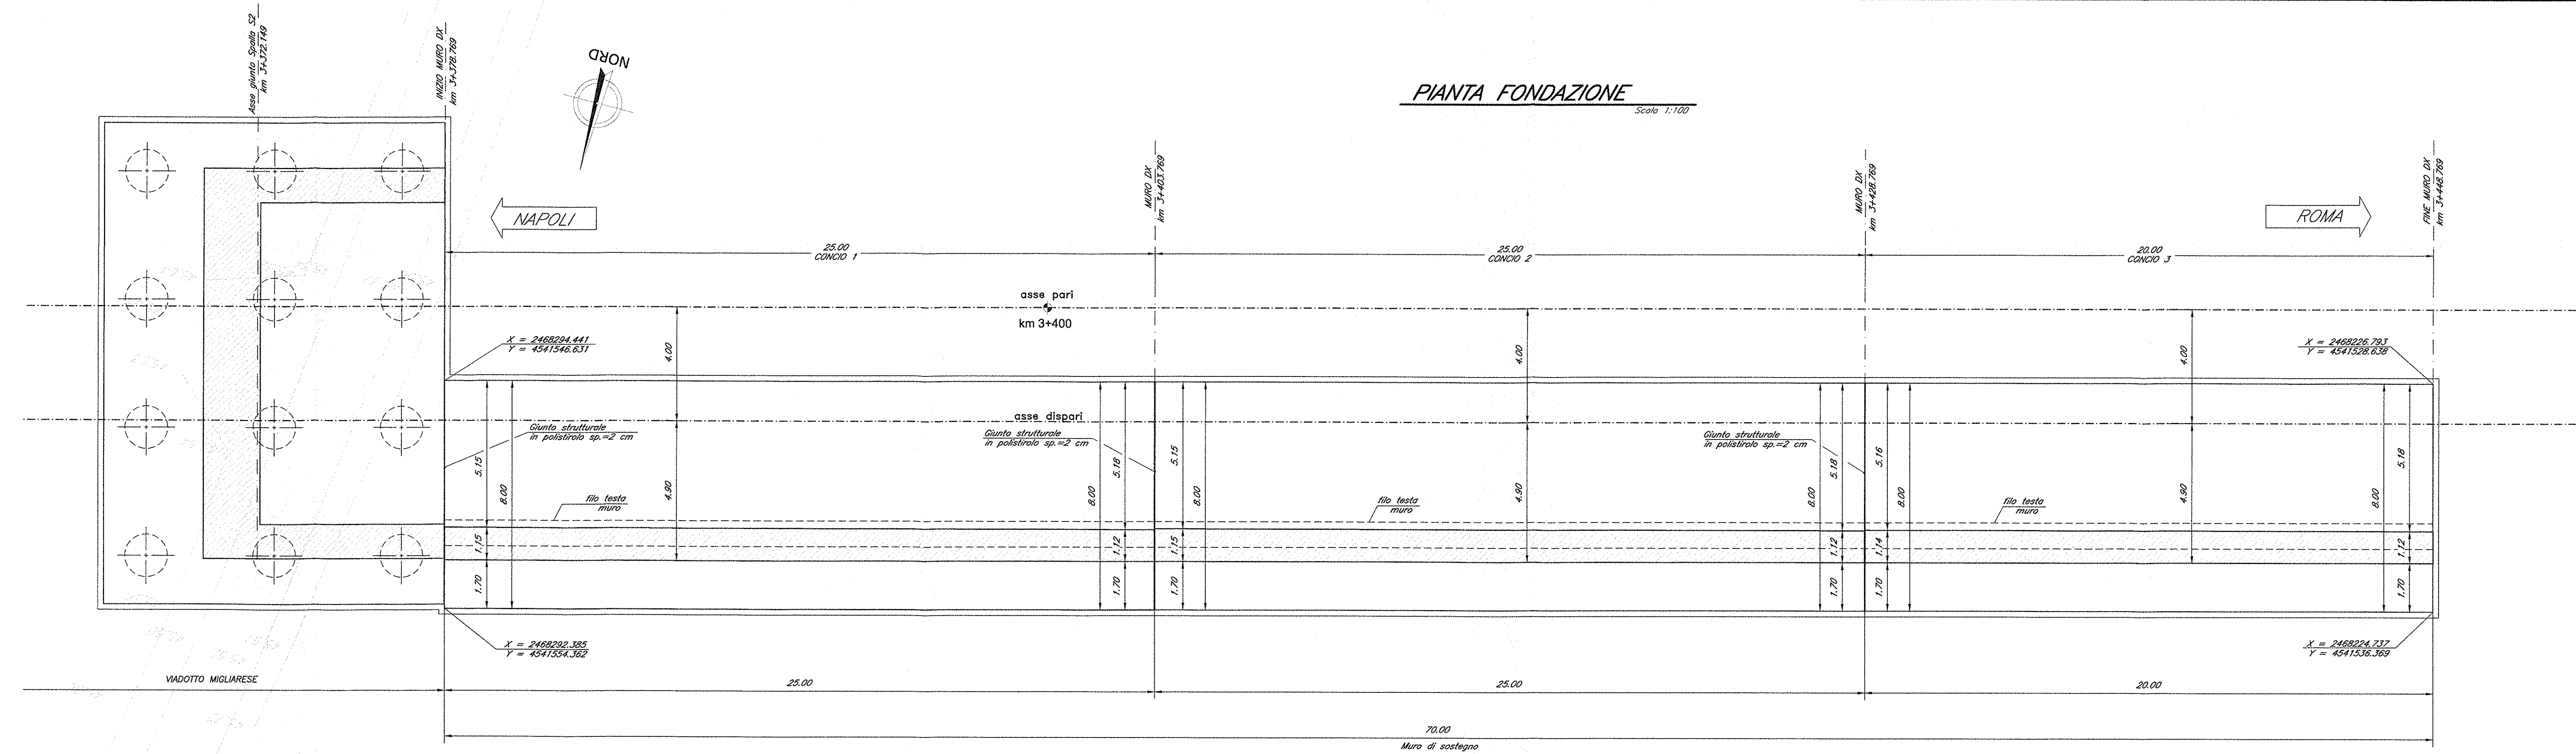 Asse giunto Spalla S2
km 3+372.149
INIZIO MURO DX
km 3+378.769
NORD
PIANTA FONDAZIONE
Scala 1:100
NAPOLI
MURO DX
km 3+403.769
MURO DX
km 3+428.769
ROMA
FINE MURO DX
km 3+448.769
25.00
CONCIO 1
25.00
CONCIO 2
20.00
CONCIO 3
asse pari
km 3+400
X = 2468294.441
Y = 4541546.631
4.00
4.00
4.00
X = 2468226.793
Y = 4541528.638
asse dispari
Giunto strutturale
in polistirolo sp.=2 cm
Giunto strutturale
in polistirolo sp.=2 cm
Giunto strutturale
in polistirolo sp.=2 cm
5.15
8.00
4.90
8.00
5.18
5.15
8.00
4.90
8.00
5.18
5.16
8.00
4.90
8.00
5.18
filo testa
muro
filo testa
muro
filo testa
muro
1.15
1.12
1.15
1.12
1.14
1.12
1.70
1.70
1.70
1.70
1.70
1.70
X = 2468292.385
Y = 4541554.362
X = 2468224.737
Y = 4541536.369
VIADOTTO MIGLIARESE
25.00
25.00
20.00
70.00
Muro di sostegno